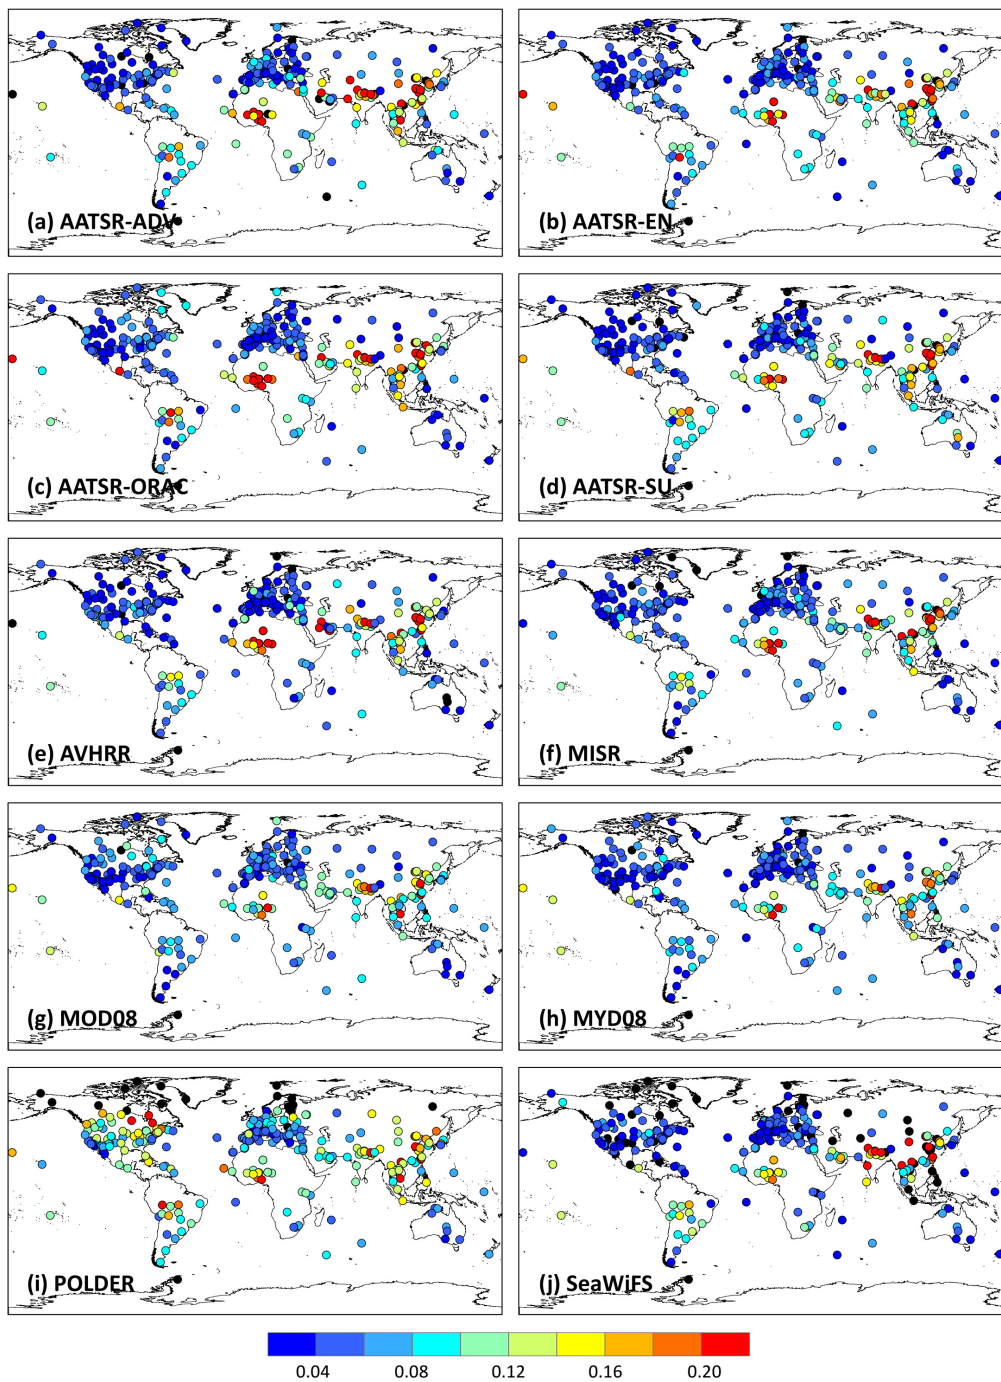 (a) AATSR-ADV
(b) AATSR-EN
(c) AATSR-ORAC
(d) AATSR-SU
(e) AVHRR
(f) MISR
(g) MOD08
(h) MYD08
(i) POLDER
(j) SeaWiFS
0.04 0.08 0.12 0.16 0.20